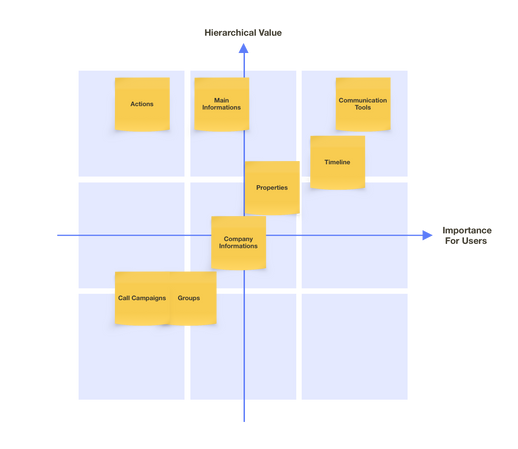 Hierarchical Value
Actions
Main
Informations
Communication
Tools
Timeline
Properties
Importance
For Users
Company
Informations
Call Campaigns
Groups